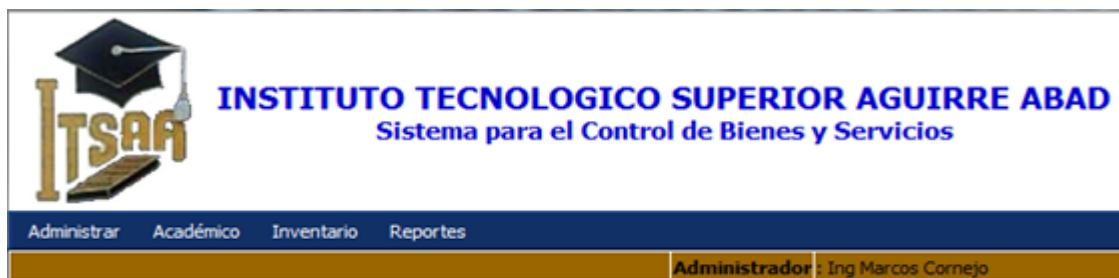 ITSAA
INSTITUTO TECNOLOGICO SUPERIOR AGUIRRE ABAD
Sistema para el Control de Bienes y Servicios
Administrar Académico Inventario Reportes
Administrador : Ing Marcos Cornejo